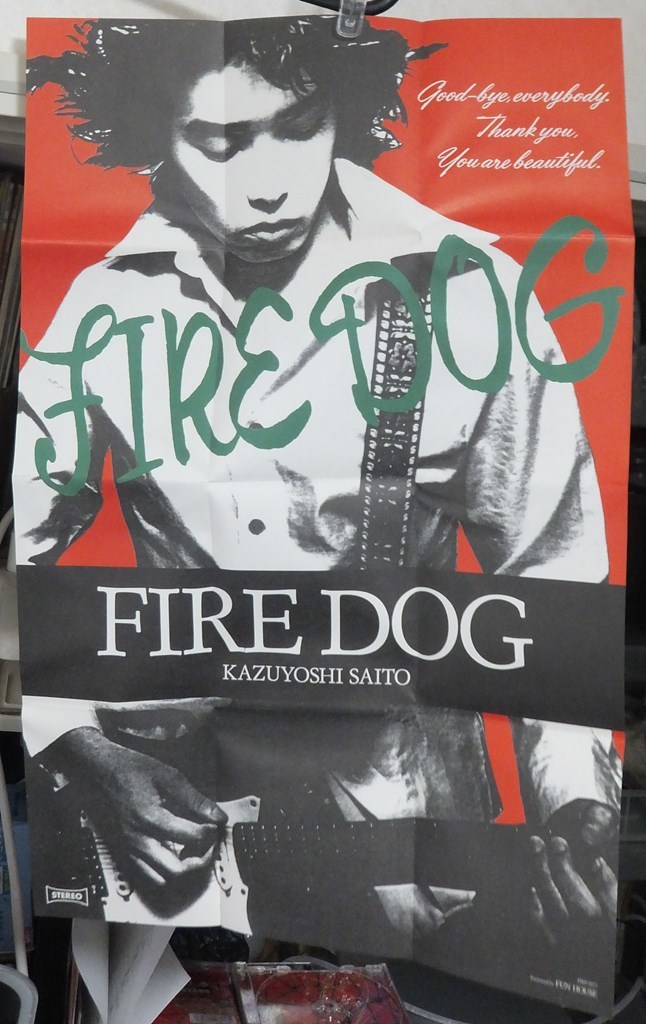 Good-bye, everybody.
Thank you.
You are beautiful.
FIRE DOG
FIRE DOG
KAZUYOSHI SAITO
STEREO
FUN HOUSE